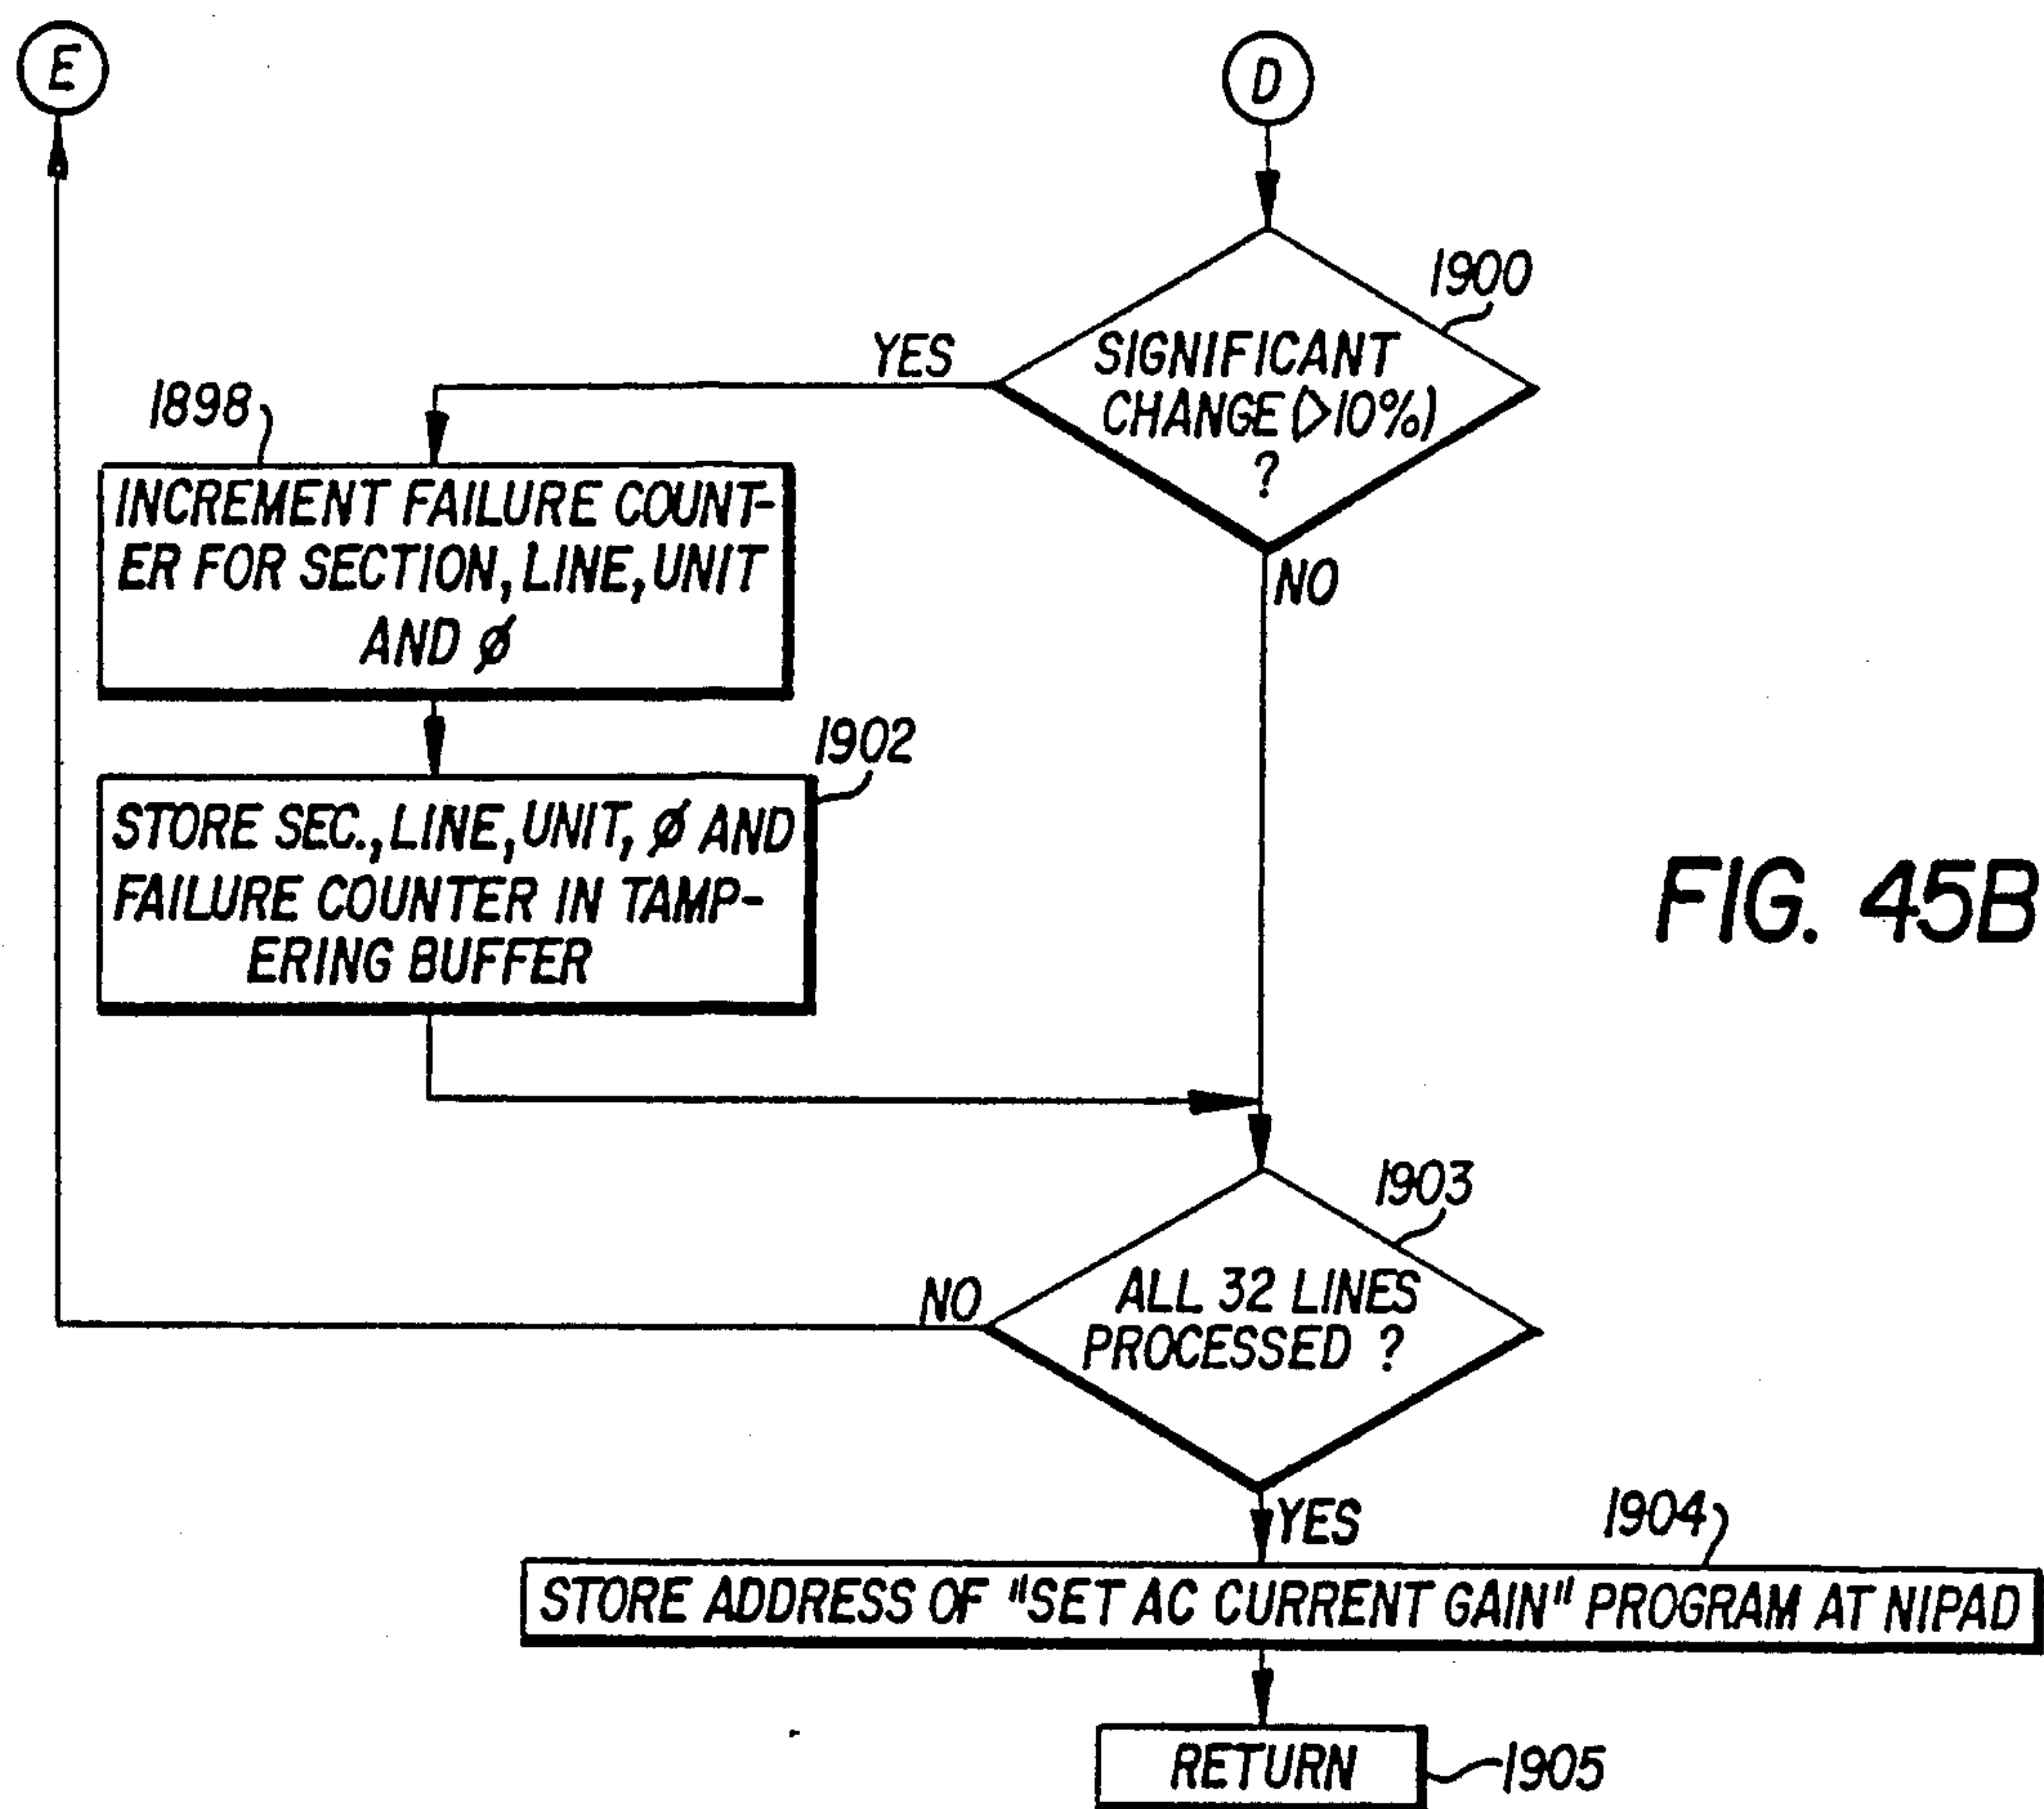 E
D
1900
SIGNIFICANT
CHANGE (>10%)
?
YES
NO
1898
INCREMENT FAILURE COUNT-
ER FOR SECTION, LINE, UNIT
AND ø
1902
STORE SEC., LINE, UNIT, ø AND
FAILURE COUNTER IN TAMP-
ERING BUFFER
FIG. 45B
1903
ALL 32 LINES
PROCESSED ?
NO
YES
1904
STORE ADDRESS OF "SET AC CURRENT GAIN" PROGRAM AT NIPAD
RETURN
1905